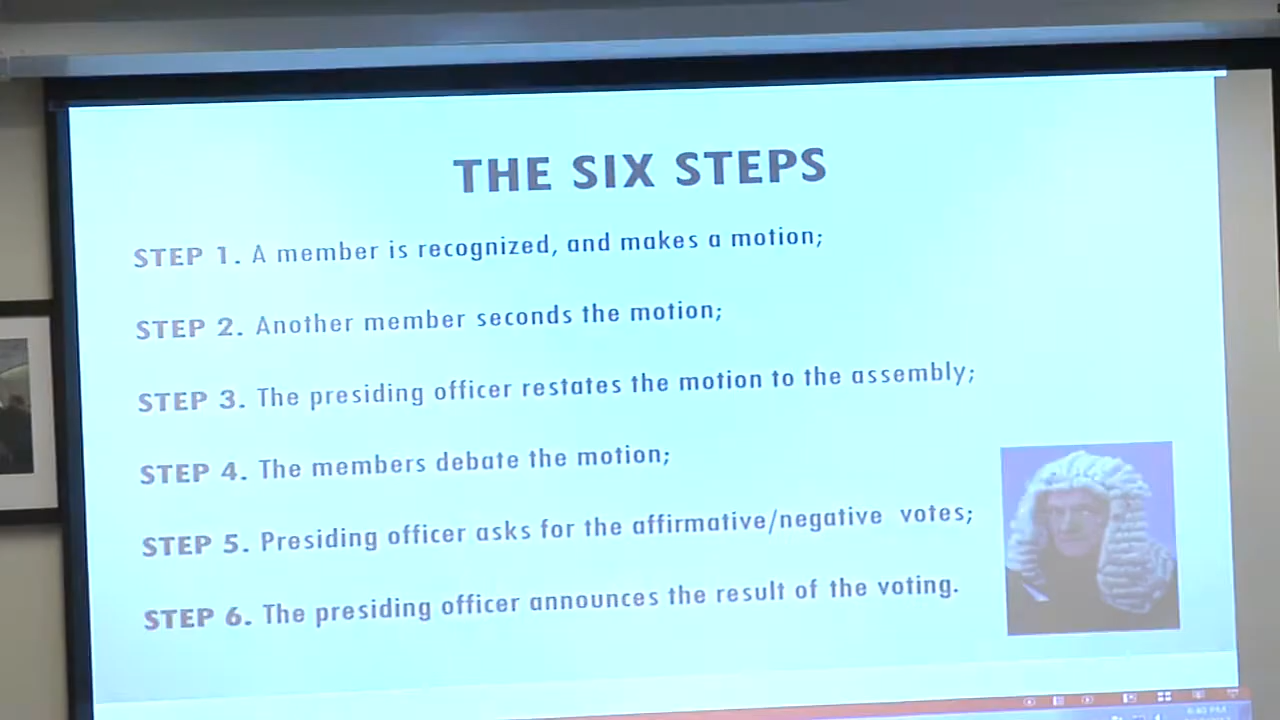 THE SIX STEPS
STEP 1. A member is recognized, and makes a motion;
STEP 2. Another member seconds the motion;
STEP 3. The presiding officer restates the motion to the assembly;
STEP 4. The members debate the motion;
STEP 5. Presiding officer asks for the affirmative/negative votes;
STEP 6. The presiding officer announces the result of the voting.